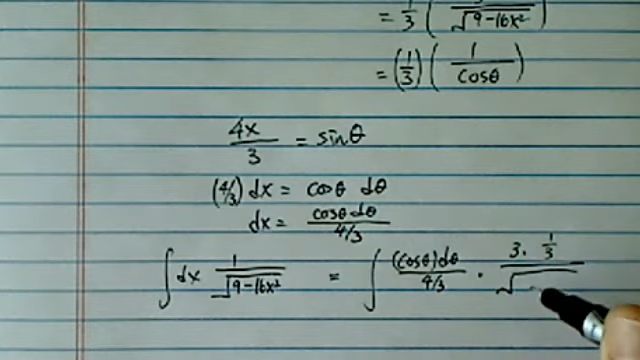 = 1/3 ( /√(9-16x²) )
= (1/3) ( 1/cosθ )
4x/3 = sinθ
(4/3) dx = cosθ dθ
dx = cosθ dθ / 4/3
∫ dx 1/√(9-16x²) = ∫ (cosθ)dθ / 4/3 · 3 · 1/3 / √